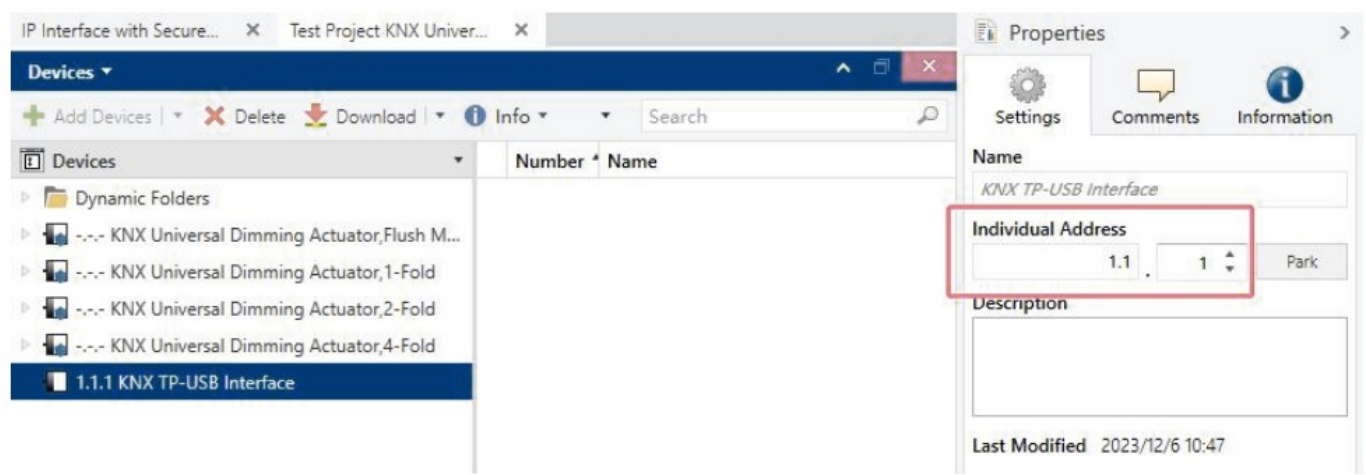 IP Interface with Secure... × Test Project KNX Univer... ×
Devices
Add Devices Delete Download Info Search
Devices Number Name
Dynamic Folders
-.-.- KNX Universal Dimming Actuator,Flush M...
-.-.- KNX Universal Dimming Actuator,1-Fold
-.-.- KNX Universal Dimming Actuator,2-Fold
-.-.- KNX Universal Dimming Actuator,4-Fold
1.1.1 KNX TP-USB Interface
Properties
Settings Comments Information
Name
KNX TP-USB Interface
Individual Address
1.1 . 1 Park
Description
Last Modified 2023/12/6 10:47